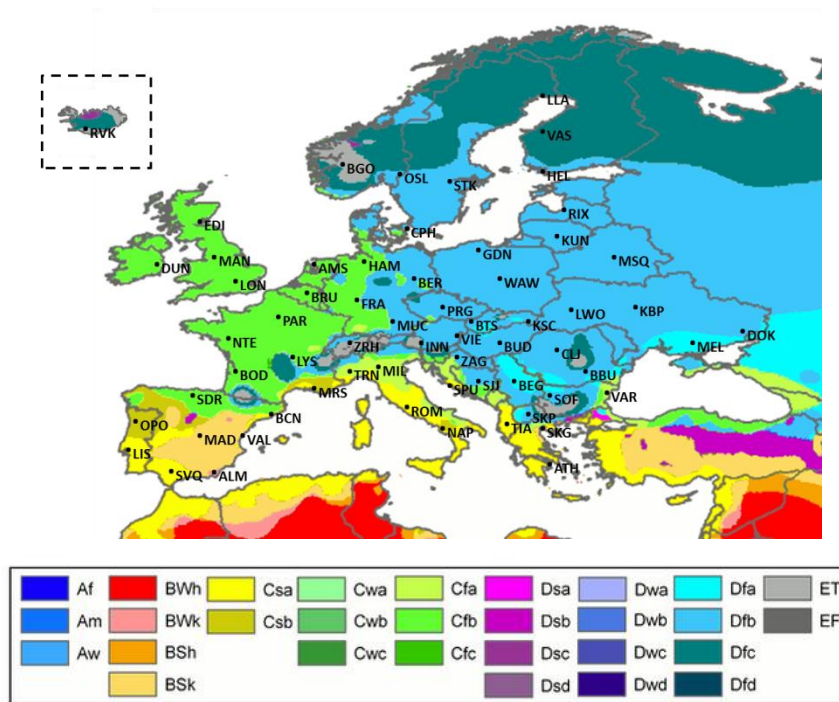 LLA
RVK
VAS
BGO
HEL
OSL
STK
RIX
EDI
CPH
KUN
DUN
MAN
AMS
HAM
GDN
MSQ
LON
BER
WAW
BRU
FRA
PRG
LWO
KBP
PAR
MUC
BTS
KSC
DOK
NTE
VIE
MEL
ZRH
INN
BUD
LYS
ZAG
CLJ
BOD
TRN
MIL
BBU
SDR
MRS
SPU
SJJ
BEG
SOF
VAR
BCN
ROM
SKP
OPO
NAP
TIA
SKG
MAD
VAL
LIS
ATH
SVQ
ALM
Af BWh Csa Cwa Cfa Dsa Dwa Dfa ET
Am BWk Csb Cwb Cfb Dsb Dwb Dfb EF
Aw BSh Cwc Cfc Dsc Dwc Dfc
BSk Dsd Dwd Dfd